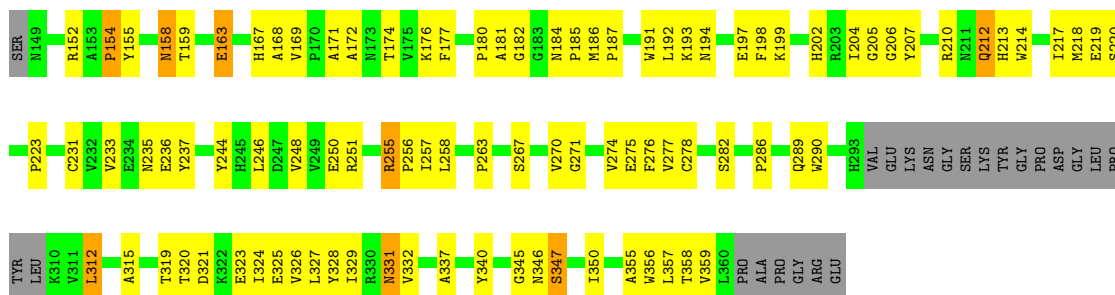 SER N149 R152 A153 P154 Y155 N158 T159 E163 H167 A168 V169 P170 A171 A172 N173 T174 V175 K176 F177 P180 A181 G182 G183 N184 P185 M186 P187 W191 L192 K193 N194 E197 F198 K199 H202 R203 I204 G205 G206 Y207 R210 N211 Q212 H213 W214 I217 M218 E219 S220
P223 C231 V232 V233 E234 N235 E236 Y237 Y244 H245 L246 D247 V248 V249 E250 R251 R255 P256 I257 L258 P263 S267 V270 G271 V274 E275 F276 V277 C278 S282 P286 Q289 W290 H293 VAL GLU LYS ASN GLY SER LYS TYR GLY PRO ASP GLY LEU PRO
TYR LEU K310 V311 L312 A315 T319 T320 D321 K322 E323 I324 E325 V326 L327 Y328 I329 R330 N331 V332 A337 Y340 G345 N346 S347 I350 A355 W356 L357 T358 V359 L360 PRO ALA PRO GLY ARG GLU